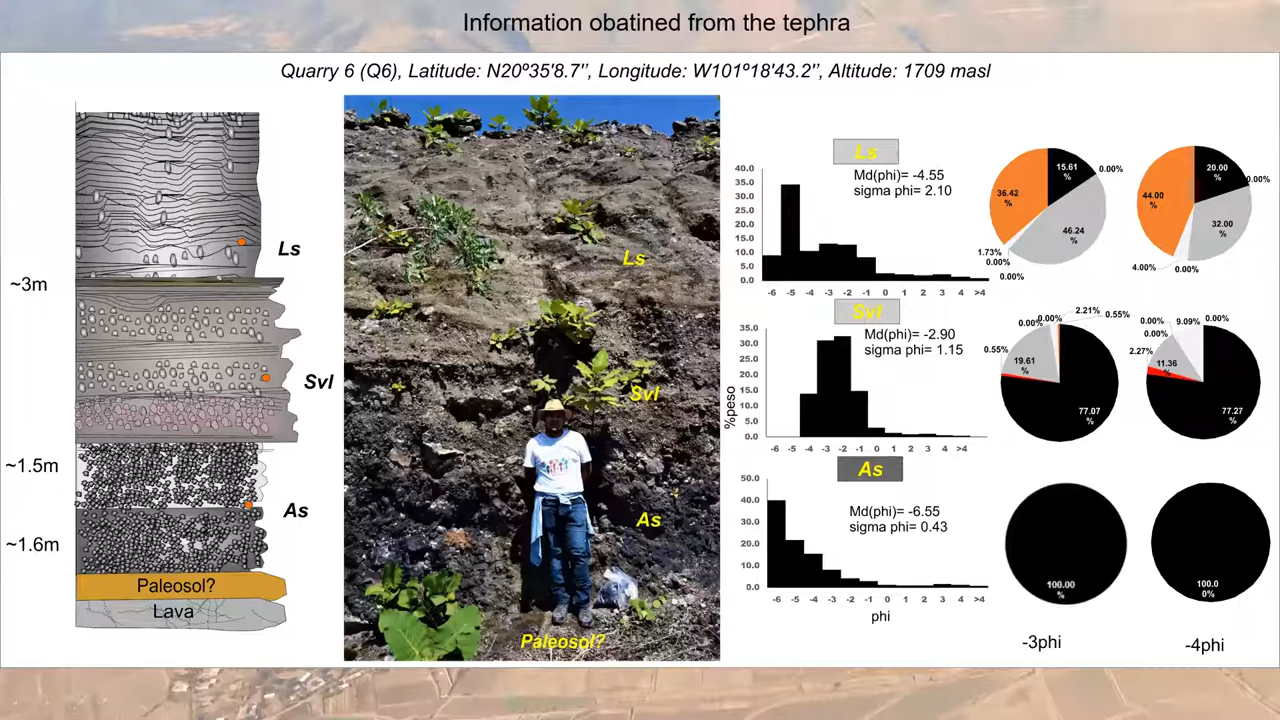 Information obatined from the tephra
Quarry 6 (Q6), Latitude: N20º35'8.7'', Longitude: W101º18'43.2'', Altitude: 1709 masl
Ls
~3m
Svl
~1.5m
As
~1.6m
Paleosol?
Lava
Ls
Svl
As
Paleosol?
Ls
Md(phi)= -4.55
sigma phi= 2.10
40.0
35.0
30.0
25.0
20.0
15.0
10.0
5.0
0.0
-6 -5 -4 -3 -2 -1 0 1 2 3 4 >4
15.61 %
0.00%
46.24 %
0.00%
0.00%
1.73%
36.42 %
20.00 %
0.00%
32.00 %
0.00%
4.00%
44.00 %
Svl
Md(phi)= -2.90
sigma phi= 1.15
35.0
30.0
25.0
20.0
15.0
10.0
5.0
0.0
-6 -5 -4 -3 -2 -1 0 1 2 3 4 >4
%peso
0.00%
0.00%
2.21%
0.55%
0.55%
19.61 %
77.07 %
0.00%
0.00%
9.09%
0.00%
2.27%
11.36 %
77.27 %
As
Md(phi)= -6.55
sigma phi= 0.43
50.0
40.0
30.0
20.0
10.0
0.0
-6 -5 -4 -3 -2 -1 0 1 2 3 4 >4
phi
100.00 %
100.0 0%
-3phi
-4phi